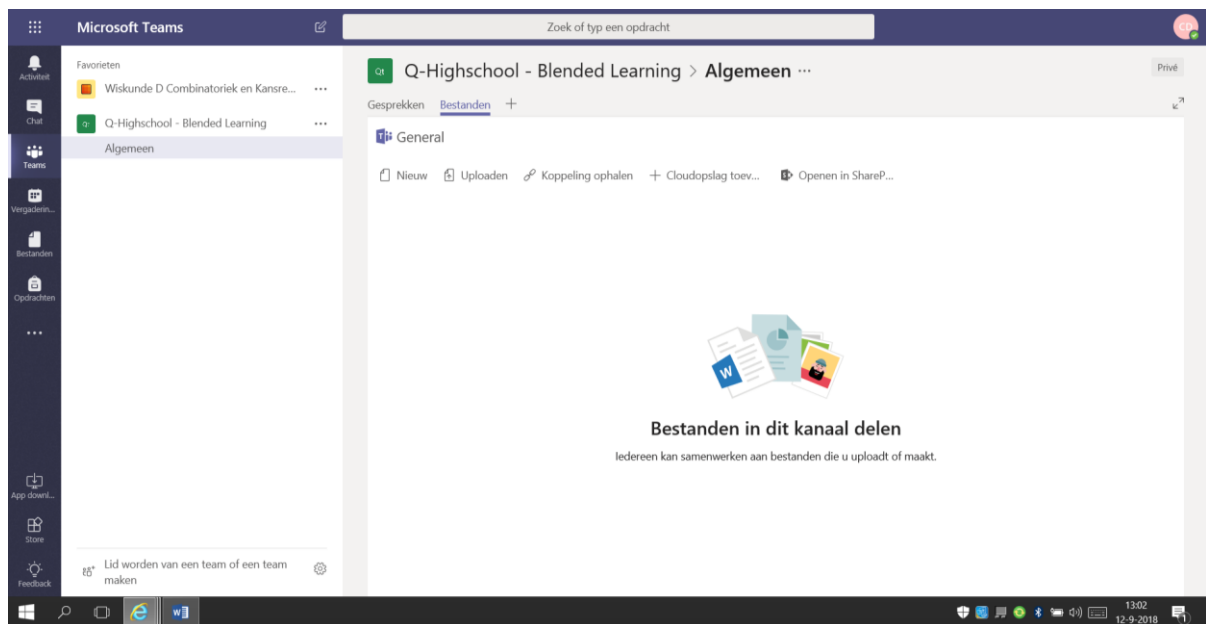 Microsoft Teams
Zoek of typ een opdracht
CD
Activiteit
Chat
Teams
Vergaderin...
Bestanden
Opdrachten
App downl...
Store
Feedback
Favorieten
Wiskunde D Combinatoriek en Kansre...
Q-Highschool - Blended Learning
Algemeen
Lid worden van een team of een team
maken
Q-Highschool - Blended Learning > Algemeen ...
Privé
Gesprekken Bestanden +
General
Nieuw Uploaden Koppeling ophalen + Cloudopslag toev... Openen in ShareP...
W
Bestanden in dit kanaal delen
Iedereen kan samenwerken aan bestanden die u uploadt of maakt.
13:02
12-9-2018